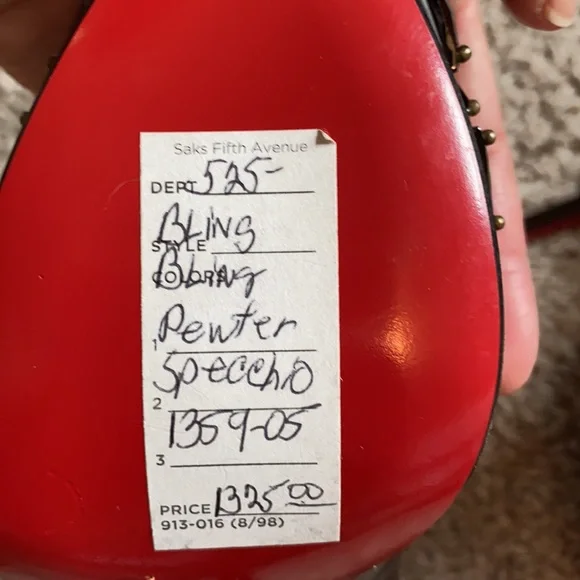 Saks Fifth Avenue
DEPT 525-
BLING
STYLE
Bling
COLORS
Pewter
1
Specchio
2
1359-05
3
PRICE 1325 00
913-016 (8/98)